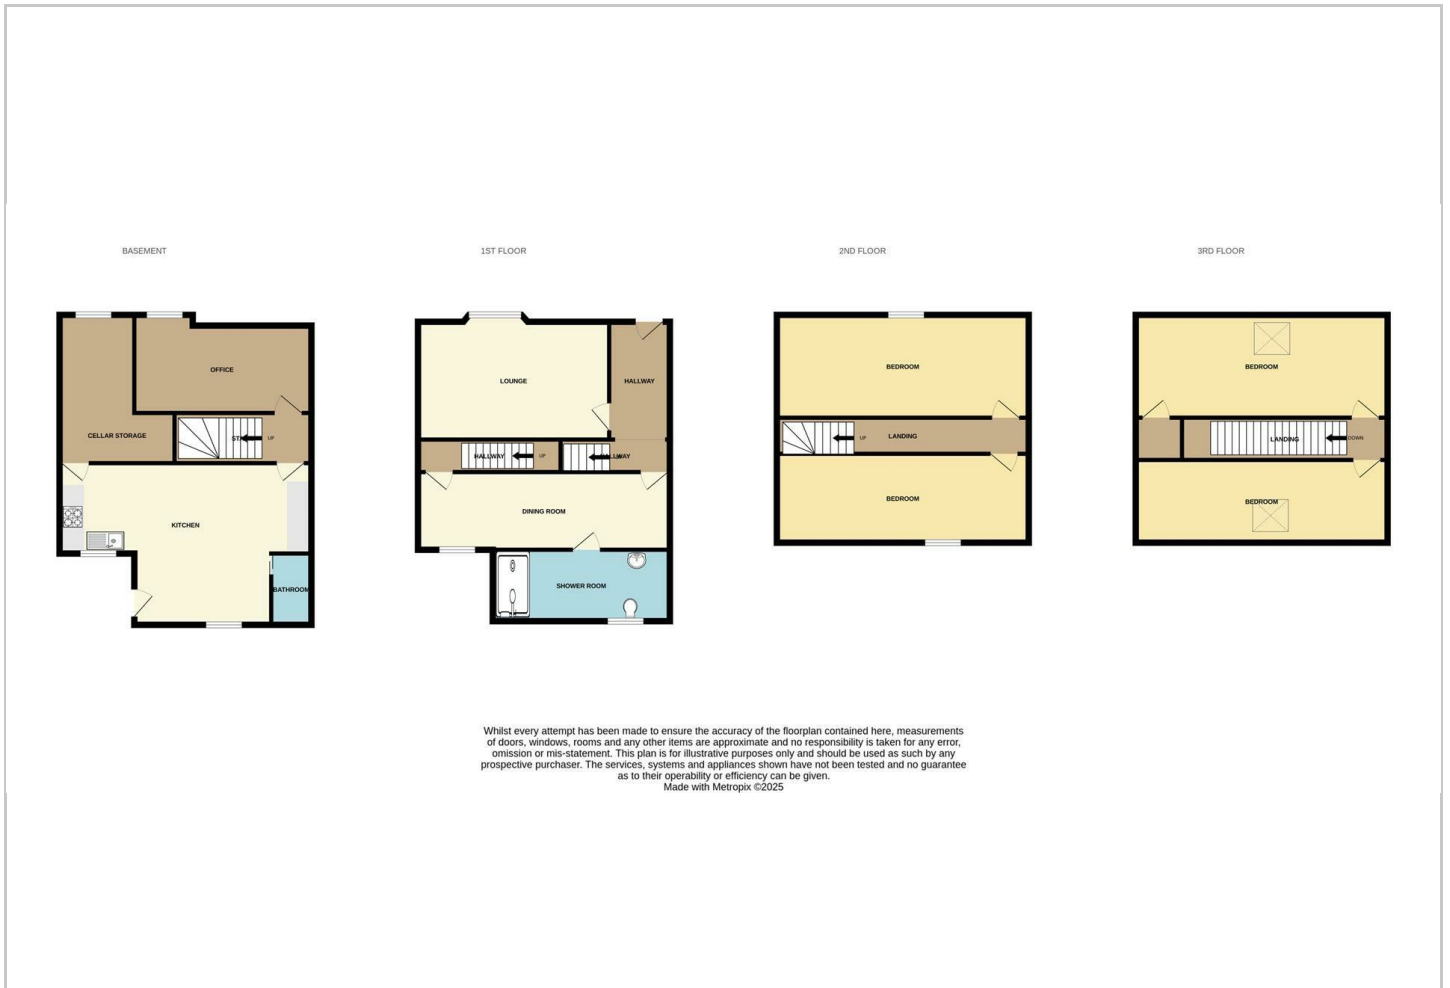 BASEMENT
1ST FLOOR
2ND FLOOR
3RD FLOOR
OFFICE
CELLAR STORAGE
UP
KITCHEN
BATHROOM
LOUNGE
HALLWAY
HALLWAY
UP
DINING ROOM
SHOWER ROOM
BEDROOM
UP
LANDING
BEDROOM
BEDROOM
LANDING
DOWN
BEDROOM
Whilst every attempt has been made to ensure the accuracy of the floorplan contained here, measurements
of doors, windows, rooms and any other items are approximate and no responsibility is taken for any error,
omission or mis-statement. This plan is for illustrative purposes only and should be used as such by any
prospective purchaser. The services, systems and appliances shown have not been tested and no guarantee
as to their operability or efficiency can be given.
Made with Metropix ©2025